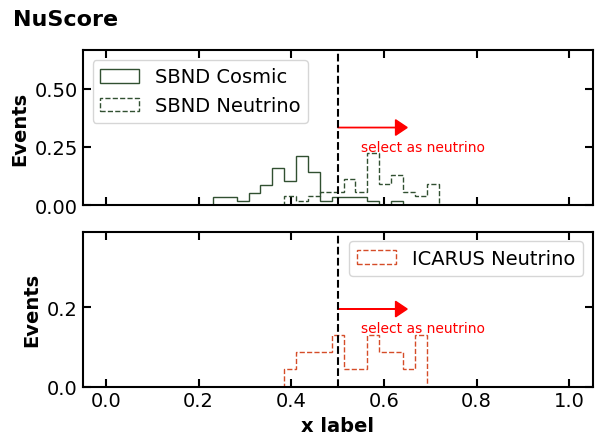 NuScore
Events
0.50
0.25
0.00
SBND Cosmic
SBND Neutrino
select as neutrino
Events
0.2
0.0
ICARUS Neutrino
select as neutrino
0.0 0.2 0.4 0.6 0.8 1.0
x label